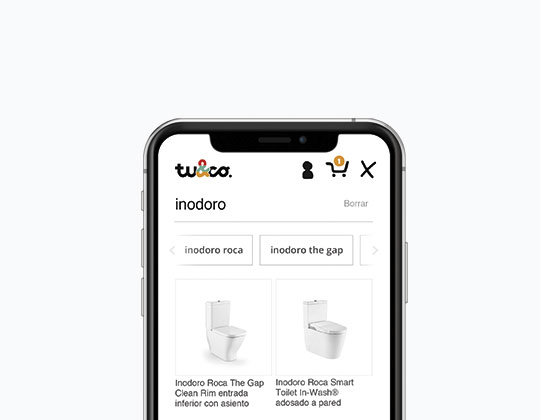 tu&co.
1
inodoro
Borrar
inodoro roca
inodoro the gap
Inodoro Roca The Gap
Clean Rim entrada
inferior con asiento
Inodoro Roca Smart
Toilet In-Wash®
adosado a pared